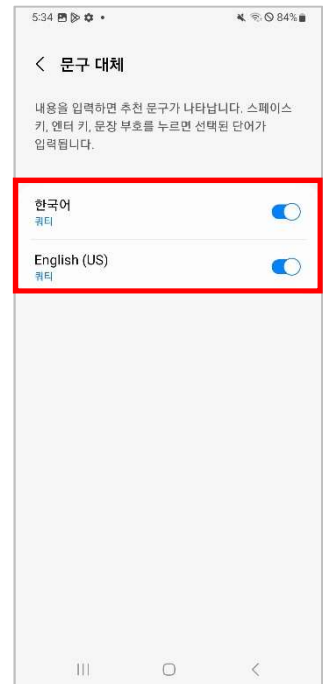 5:34
84%
문구 대체
내용을 입력하면 추천 문구가 나타납니다. 스페이스
키, 엔터 키, 문장 부호를 누르면 선택된 단어가
입력됩니다.
한국어
쿼티
English (US)
쿼티